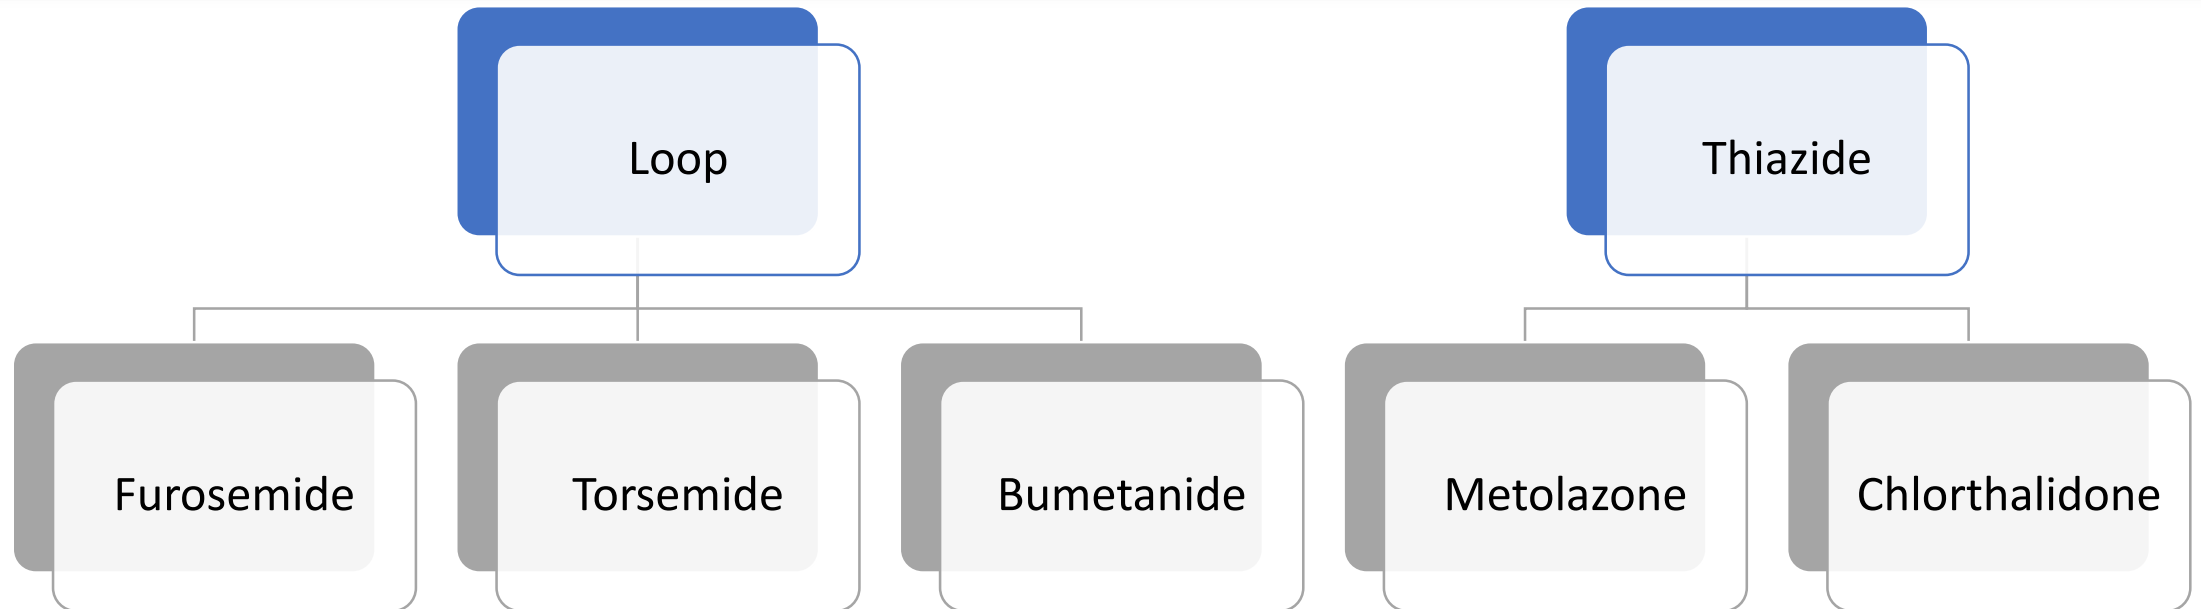 Loop
Thiazide
Furosemide
Torsemide
Bumetanide
Metolazone
Chlorthalidone